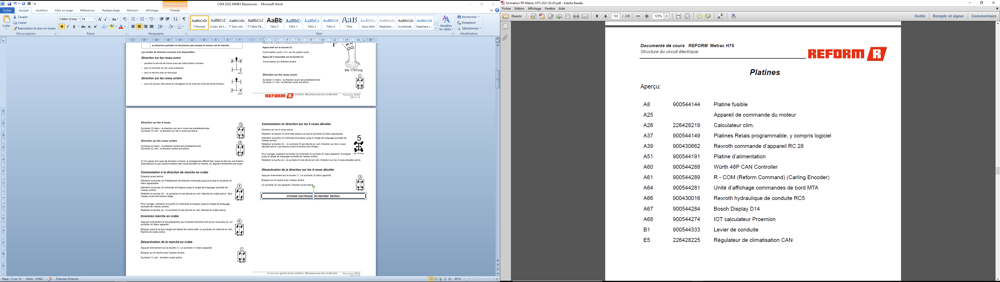 CGM 2022 MMEV Ressources - Microsoft Word
Outils de dessin
Fichier
Accueil
Insertion
Mise en page
Références
Publipostage
Révision
Affichage
Format
Coller
Couper
Copier
Reproduire la mise en forme
Presse-papiers
Calibri (Corps
14
Police
Paragraphe
AaBbCcDc
¶ Normal
Corps de t...
¶ Sans int...
¶ Table Pa...
Titre 3
Titre 1
Titre 2
Titre 4
Titre
Sous-titre
Emphase ...
Accentuat...
Emphase i...
Style
Modifier
les styles
Rechercher
Remplacer
Sélectionner
Modification
La direction assistée ne fonctionne que lorsque le moteur est en marche.
Les modes de direction suivants sont disponibles :
Direction sur les roues avant
• pendant le service de travail avec les outils portés à l'arrière
• pour la conduite sur les voies publiques
• pour le service avec la remorque
Direction sur les roues arrière
• pour les travaux très précis et ménageant le sol avec les outils de travail frontaux
Appui bref sur la touche (1)
Commutation avant <==> sur les quatre roues
Appui de 5 secondes sur la touche (1)
Commutation sur direction arrière
Me 1797svg
Direction sur les roues avant:
Symbole (1) blanc - la direction avant est présélectionnée
Symbole (1) vert - la direction avant est active
1
REFORM R
métiers Maintenance des matériels Session 2022
DR 2 / 15
Direction sur les 4 roues
Symbole (3) blanc - la direction sur les 4 roues est présélectionnée
Symbole (3) vert - la direction sur les 4 roues est active
3
Direction sur les roues arrière.
Symbole (2) blanc - la direction arrière est présélectionnée
Symbole (2) vert - la direction arrière est active
2
Si l'on passe d'un type de direction à l'autre, le changement effectif des roues se fait par une fixation
automatique ou par synchronisation des roues pendant la marche, en alignant droitement les roues.
Commutation à la direction de marche en crabe
Direction avant active
Maintenir la touche (2) Présélection de direction enfoncée jusqu'à ce que le symbole (4)
blanc apparaisse.
Maintenir la touche (2) enfoncée et braquer jusqu'à l'angle de braquage souhaité de
l'essieu arrière
Relâcher la touche (2) - le symbole (4) est allumé en vert. Marche en crabe active. Seul
l'essieu avant est encore dirigé.
4
Pour corriger, maintenir la touche (2) enfoncée et braquer jusqu'à l'angle de braquage
souhaité de l'essieu arrière.
Relâcher la touche (2) - le symbole (4) est allumé en vert. Marche en crabe active.
Inversion marche en crabe
Appuyer brièvement et simultanément sur le bouton homme-mort et sur la touche (2). Le
symbole (4) blanc apparaît.
Braquer jusqu'à ce que l'angle soit atteint de l'autre côté. Le symbole (4) s'allume en vert.
Marche en crabe active.
4
Désactivation de la marche en crabe
Appuyer brièvement sur la touche (1). Le symbole (1) blanc apparaît.
Braquer sur le neutre avec l'essieu arrière.
Symbole (1) vert - direction avant active
1
Commutation en direction sur les 4 roues décalée
Direction sur les 4 roues active
Maintenir la touche (2) enfoncée jusqu'à ce que le symbole (5) blanc apparaisse.
Maintenir la touche (2) enfoncée et braquer jusqu'à l'angle de braquage souhaité de
l'essieu arrière
Relâcher la touche (2) - le symbole (5) est allumé en vert. Direction sur les 4 roues
décalée active. Les essieux avant et arrière sont dirigés.
5
Me 1819svg
Pour corriger, maintenir la touche (2) enfoncée, le symbole (5) blanc apparaît, et braquer
jusqu'à l'angle de braquage souhaité de l'essieu arrière.
Relâcher la touche (2) - le symbole (5) est allumé en vert. Direction sur les 4 roues décalée active.
Désactivation de la direction sur les 4 roues décalée
Appuyer brièvement sur la touche (1). Le symbole (3) blanc apparaît.
Braquer sur le neutre avec l'essieu arrière.
Le symbole (3) vert apparaît. Direction avant active.
3
SYSTEME ELECTRIQUE DU REFORM METRAC
Concours général des métiers Maintenance des matériels Session 2022
Page : 3 sur 15
Mots : 5/982
Français (France)
60 %
formation FR Metrac H75 2021.02.05.pdf - Adobe Reader
Fichier Edition Affichage Fenêtre Aide
Ouvrir
133 / 228
125%
Outils
Remplir et signer
Commentaire
Documents de cours REFORM Metrac H75
Structure du circuit électrique
REFORM R
Platines
Aperçu:
A8 900544144 Platine fusible
A25 Appareil de commande du moteur
A26 226428219 Calculateur clim.
A37 900544149 Platines Relais programmable, y compris logiciel
A39 900430662 Rexroth commande d'appareil RC 28
A51 900544191 Platine d'alimentation
A60 900544288 Würth 48P CAN Controller
A61 900544289 R - COM (Reform Command) (Carling Encoder)
A64 900544281 Unité d'affichage commandes de bord MTA
A66 900430016 Rexroth hydraulique de conduite RC5
A67 900544284 Bosch Display D14
A68 900544274 IOT calculateur Proemion
B1 900544333 Levier de conduite
E5 226428225 Régulateur de climatisation CAN